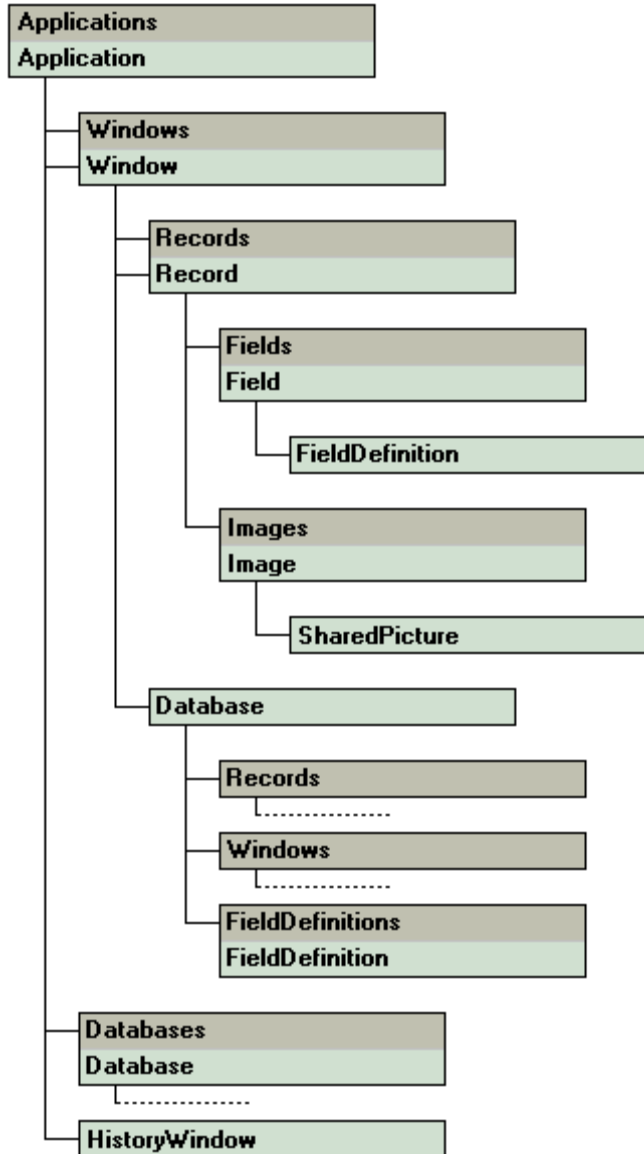 Applications
Application
Windows
Window
Records
Record
Fields
Field
FieldDefinition
Images
Image
SharedPicture
Database
Records
Windows
FieldDefinitions
FieldDefinition
Databases
Database
HistoryWindow